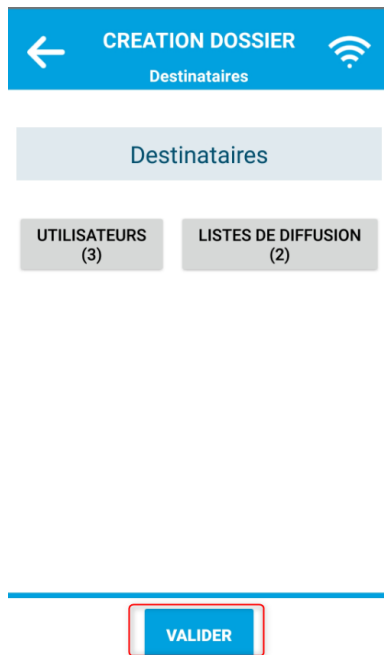 CREATION DOSSIER
Destinataires
Destinataires
UTILISATEURS
(3)
LISTES DE DIFFUSION
(2)
VALIDER